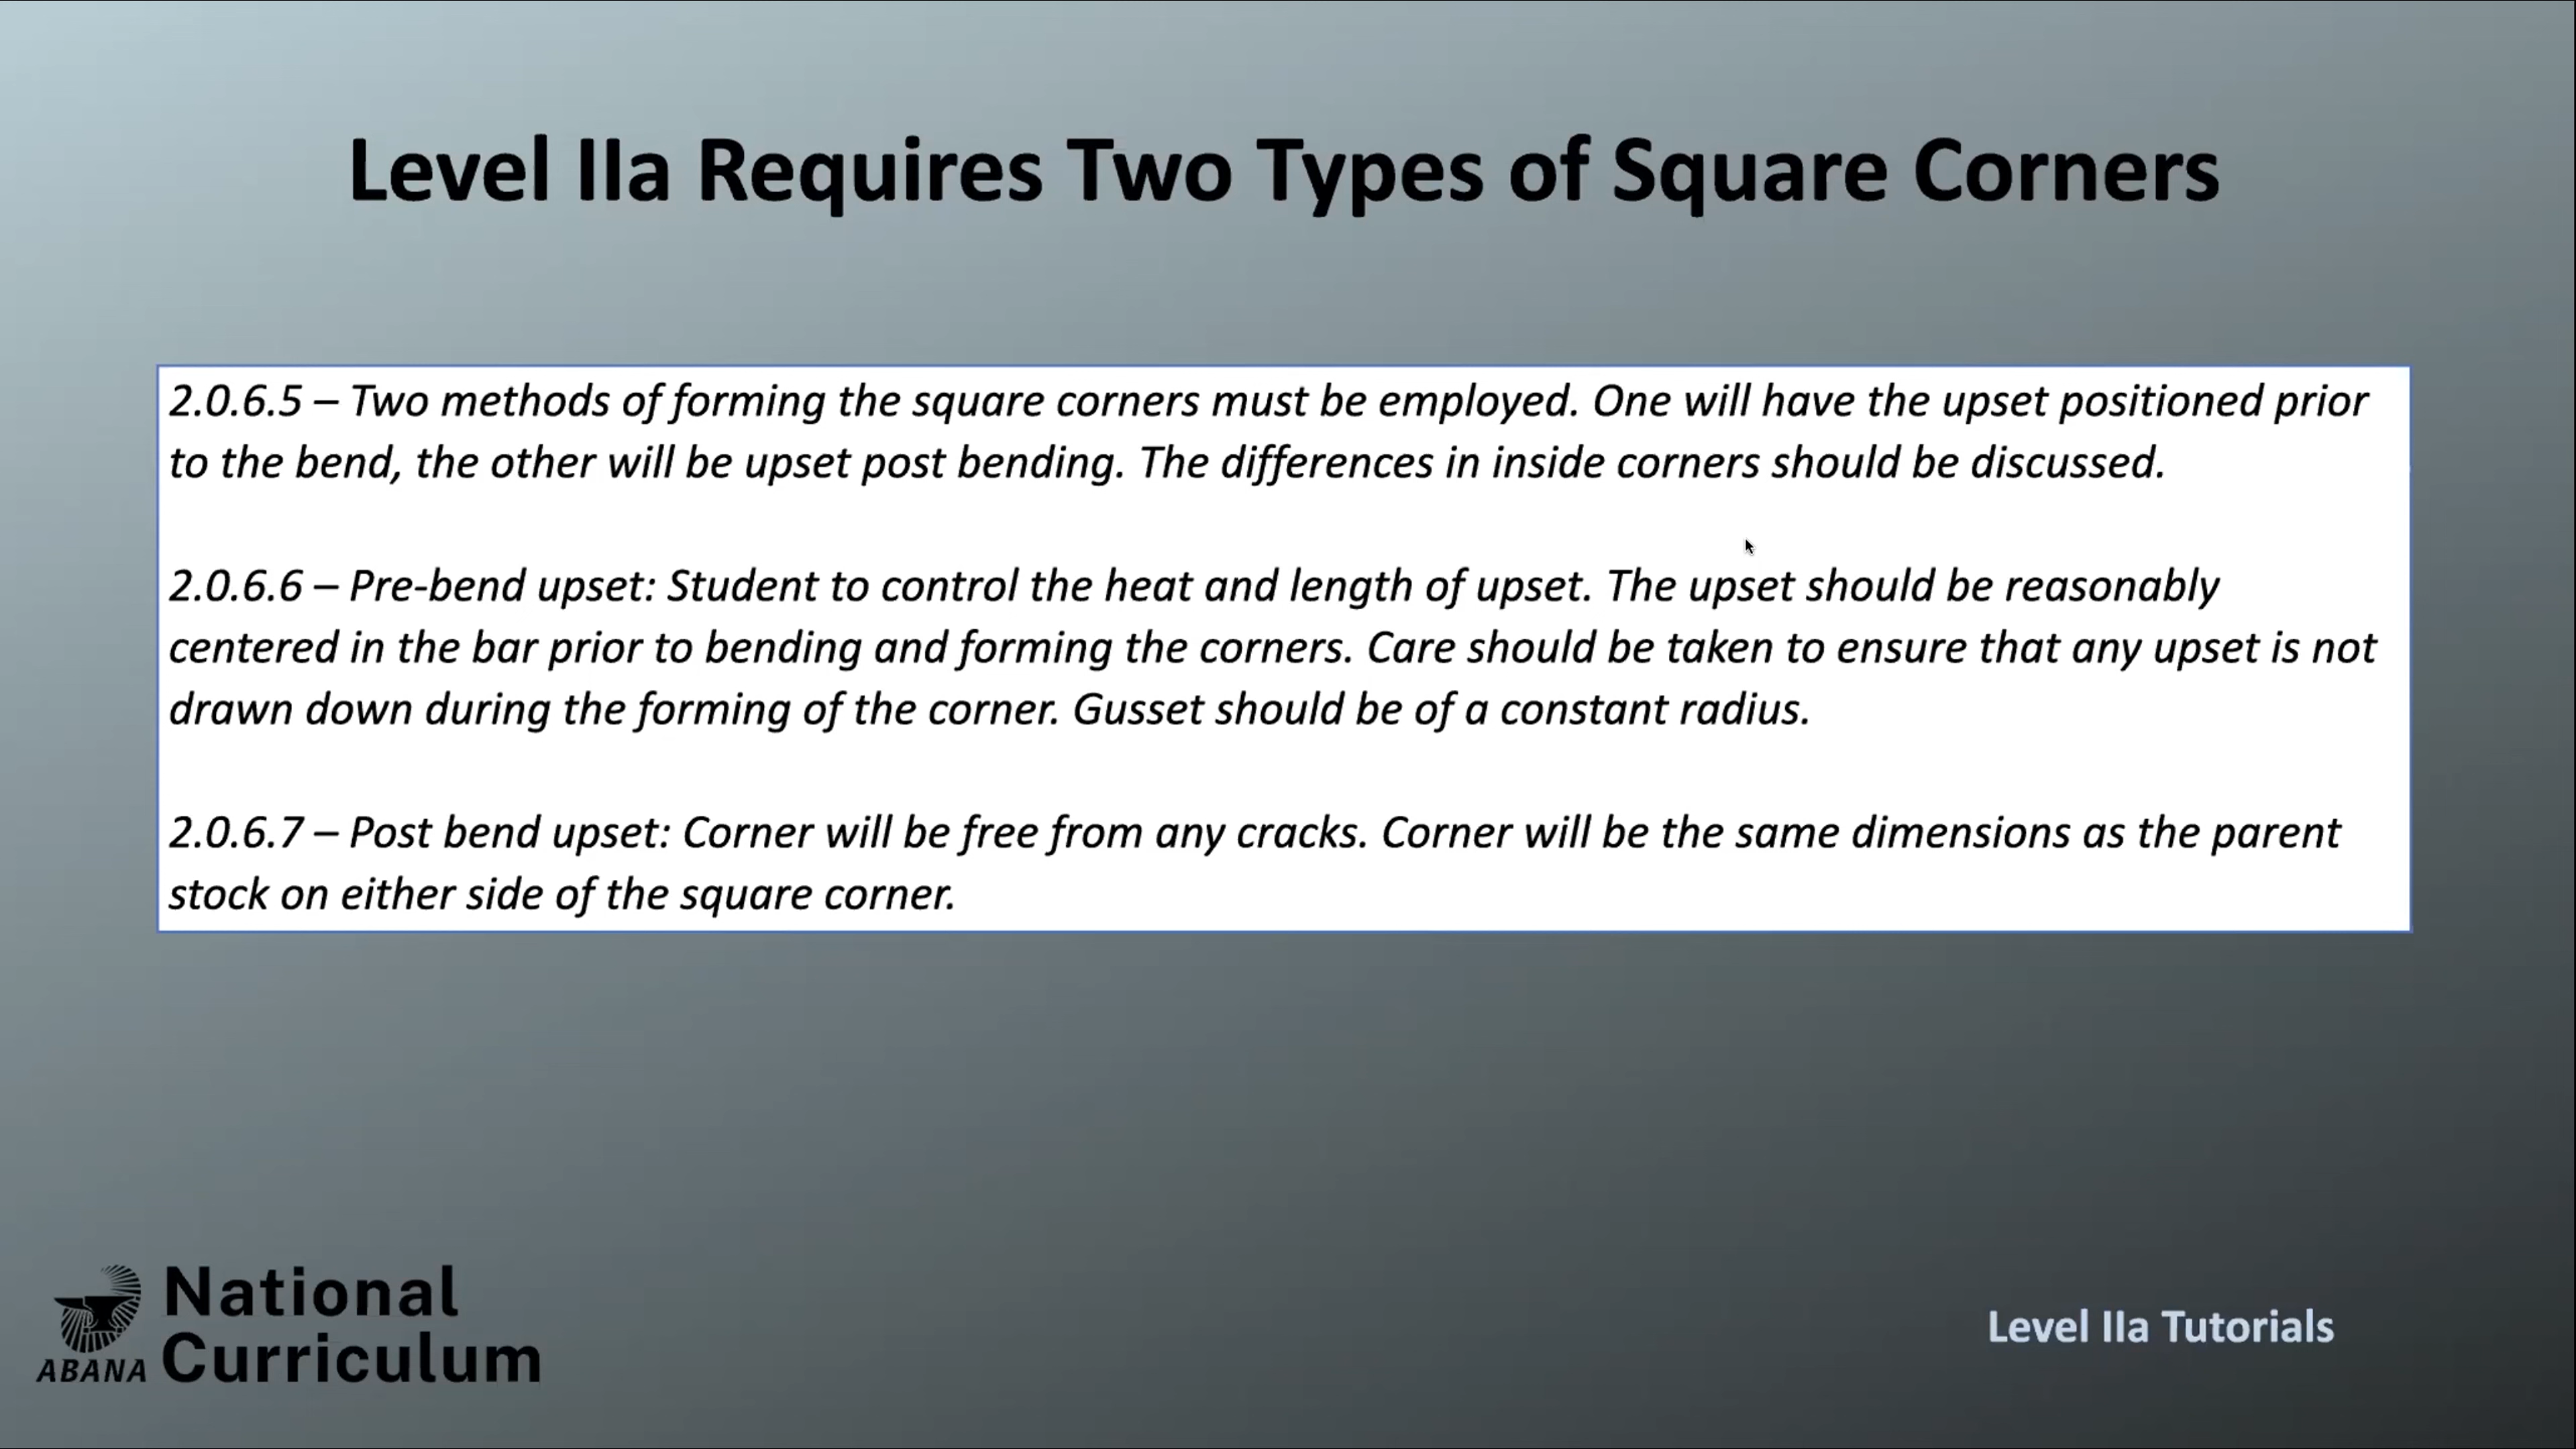 Level IIa Requires Two Types of Square Corners
2.0.6.5 – Two methods of forming the square corners must be employed. One will have the upset positioned prior
to the bend, the other will be upset post bending. The differences in inside corners should be discussed.
2.0.6.6 – Pre-bend upset: Student to control the heat and length of upset. The upset should be reasonably
centered in the bar prior to bending and forming the corners. Care should be taken to ensure that any upset is not
drawn down during the forming of the corner. Gusset should be of a constant radius.
2.0.6.7 – Post bend upset: Corner will be free from any cracks. Corner will be the same dimensions as the parent
stock on either side of the square corner.
National
Curriculum
ABANA
Level IIa Tutorials